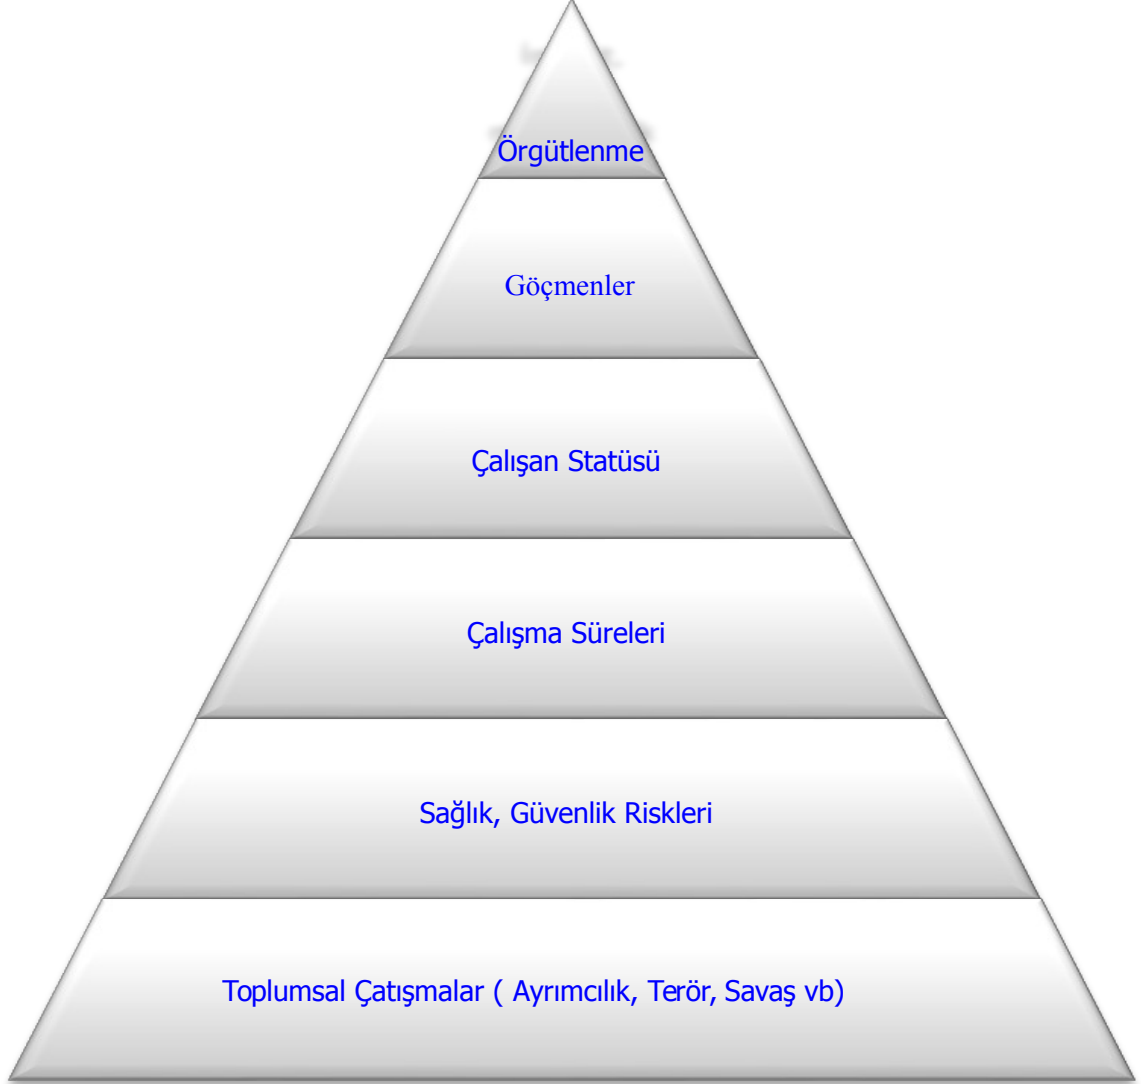 Örgütlenme
Göçmenler
Çalışan Statüsü
Çalışma Süreleri
Sağlık, Güvenlik Riskleri
Toplumsal Çatışmalar ( Ayrımcılık, Terör, Savaş vb)